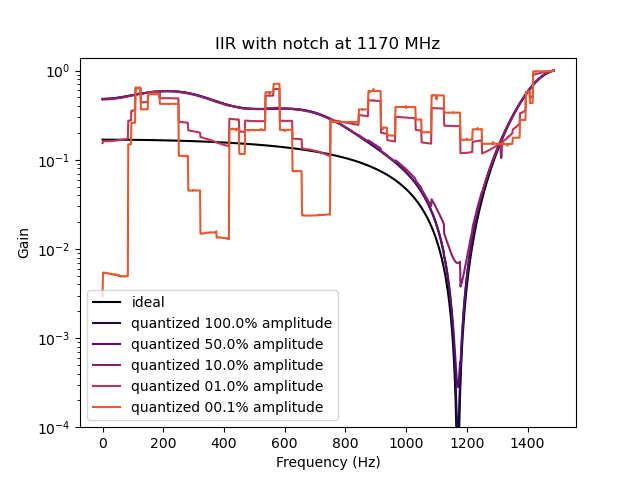 IIR with notch at 1170 MHz
Gain
10⁰
10⁻¹
10⁻²
10⁻³
10⁻⁴
ideal
quantized 100.0% amplitude
quantized 50.0% amplitude
quantized 10.0% amplitude
quantized 01.0% amplitude
quantized 00.1% amplitude
0 200 400 600 800 1000 1200 1400
Frequency (Hz)